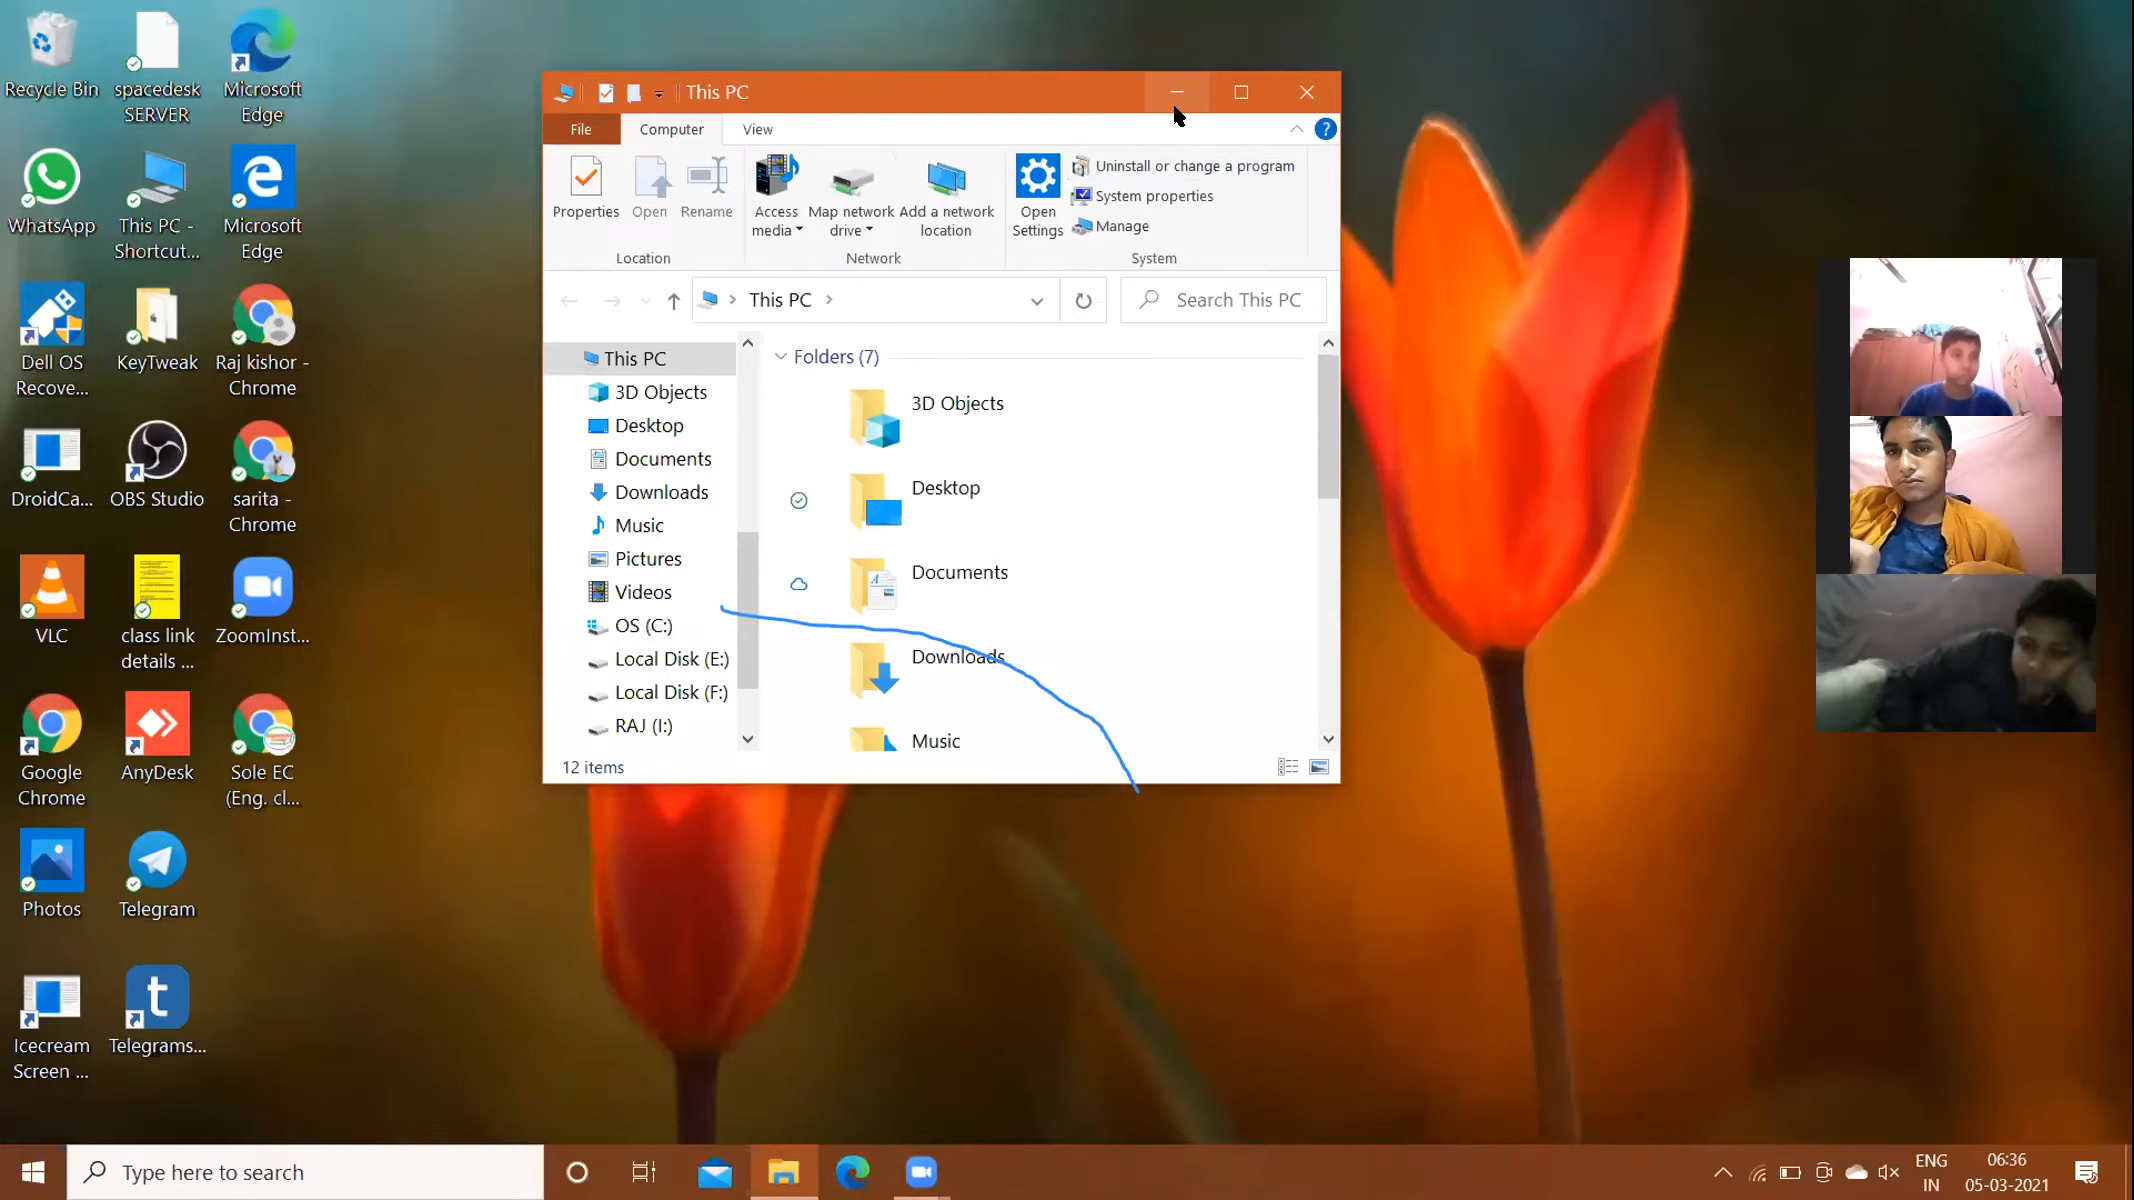 Recycle Bin
spacedesk
SERVER
Microsoft
Edge
WhatsApp
This PC -
Shortcut...
Microsoft
Edge
Dell OS
Recove...
KeyTweak
Raj kishor -
Chrome
DroidCa...
OBS Studio
sarita -
Chrome
VLC
class link
details ...
ZoomInst...
Google
Chrome
AnyDesk
Sole EC
(Eng. cl...
Photos
Telegram
Icecream
Screen ...
Telegrams...
This PC
File
Computer
View
Properties
Open
Rename
Location
Access
media
Map network
drive
Add a network
location
Network
Open
Settings
Uninstall or change a program
System properties
Manage
System
This PC
Search This PC
This PC
3D Objects
Desktop
Documents
Downloads
Music
Pictures
Videos
OS (C:)
Local Disk (E:)
Local Disk (F:)
RAJ (I:)
Folders (7)
3D Objects
Desktop
Documents
Downloads
Music
12 items
Type here to search
ENG
IN
06:36
05-03-2021